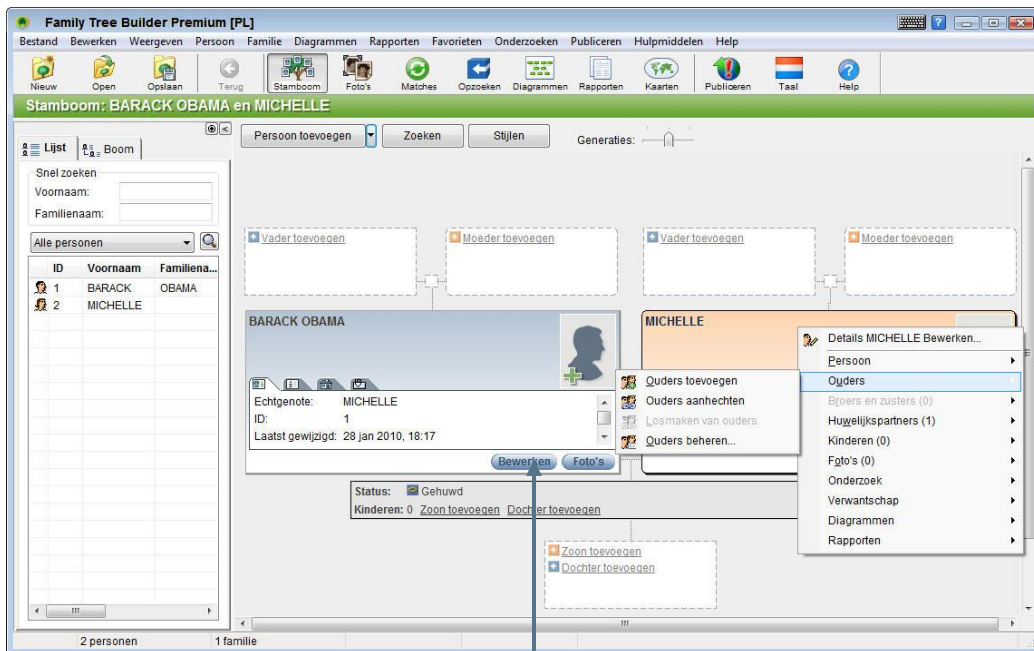 Family Tree Builder Premium [PL]
Bestand Bewerken Weergeven Persoon Familie Diagrammen Rapporten Favorieten Onderzoeken Publiceren Hulpmiddelen Help
Nieuw Open Opslaan Terug Stamboom Foto's Matches Opzoeken Diagrammen Rapporten Kaarten Publiceren Taal Help
Stamboom: BARACK OBAMA en MICHELLE
Lijst Boom
Snel zoeken
Voornaam:
Familienaam:
Alle personen
ID Voornaam Familiena...
1 BARACK OBAMA
2 MICHELLE
Persoon toevoegen Zoeken Stijlen Generaties:
Vader toevoegen Moeder toevoegen Vader toevoegen Moeder toevoegen
BARACK OBAMA
Echtgenote: MICHELLE
ID: 1
Laatst gewijzigd: 28 jan 2010, 18:17
Bewerken Foto's
MICHELLE
Details MICHELLE Bewerken...
Persoon
Ouders
Broers en zusters (0)
Huwelijkspartners (1)
Kinderen (0)
Foto's (0)
Onderzoek
Verwantschap
Diagrammen
Rapporten
Ouders toevoegen
Ouders aanhechten
Losmaken van ouders
Ouders beheren...
Status: Gehuwd
Kinderen: 0 Zoon toevoegen Dochter toevoegen
Zoon toevoegen
Dochter toevoegen
2 personen 1 familie